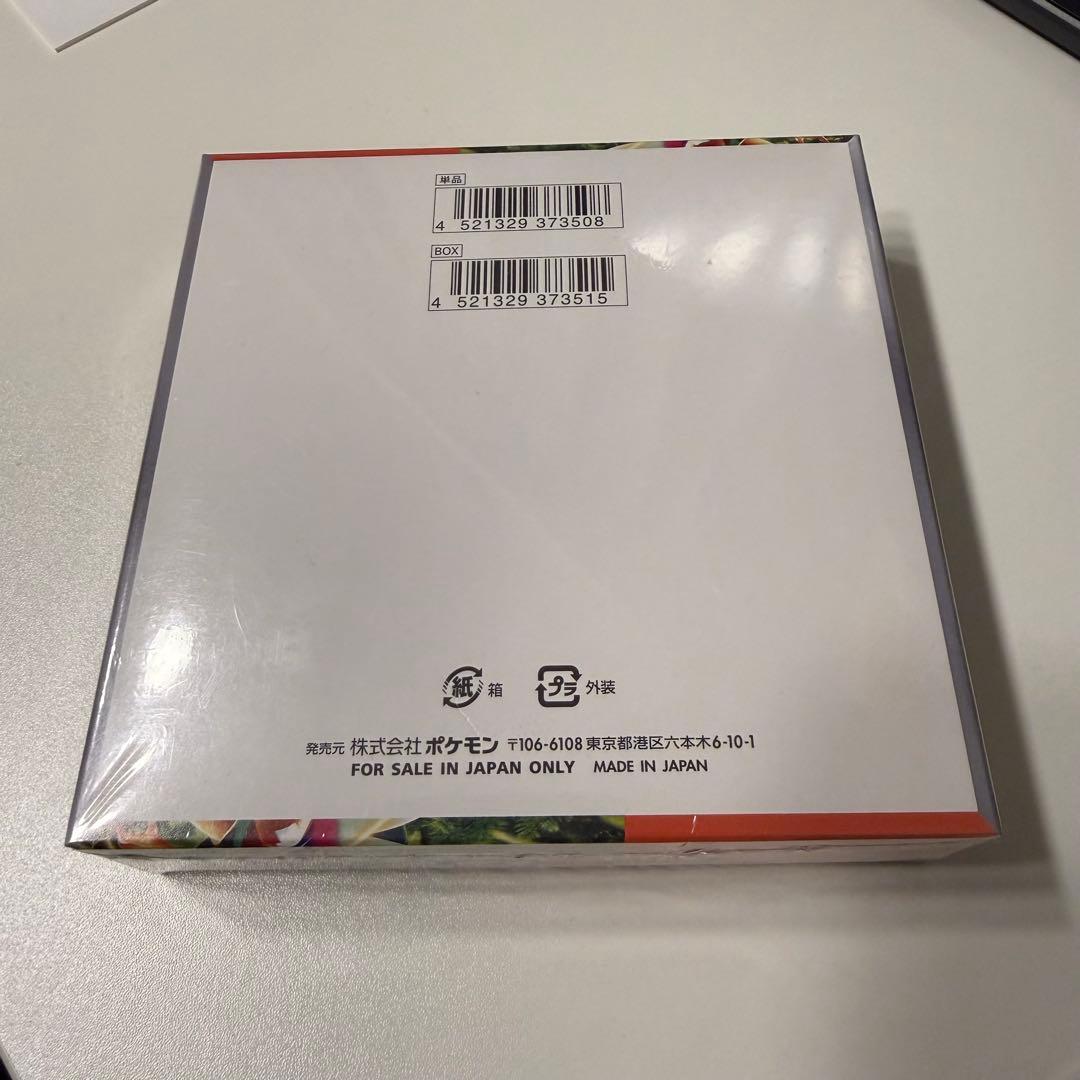 単品
4 521329 373508
BOX
4 521329 373515
紙 箱 プラ 外装
発売元 株式会社 ポケモン 〒106-6108 東京都港区六本木6-10-1
FOR SALE IN JAPAN ONLY MADE IN JAPAN